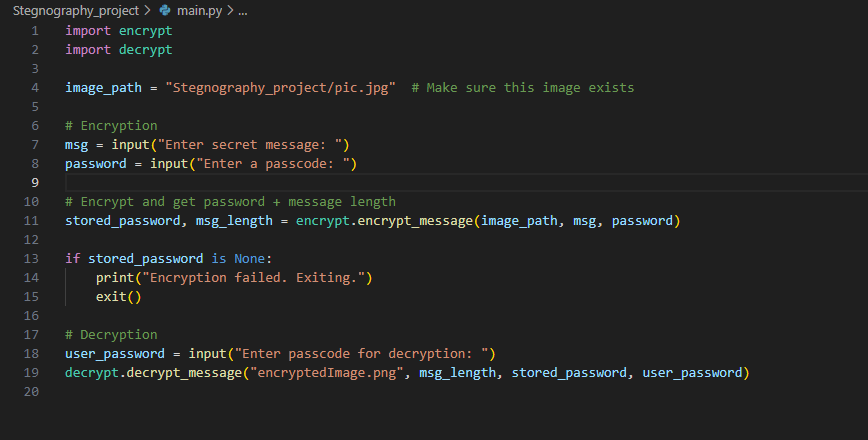 Stegnography_project > main.py > ...
1 import encrypt
2 import decrypt
3
4 image_path = "Stegnography_project/pic.jpg"  # Make sure this image exists
5
6 # Encryption
7 msg = input("Enter secret message: ")
8 password = input("Enter a passcode: ")
9
10 # Encrypt and get password + message length
11 stored_password, msg_length = encrypt.encrypt_message(image_path, msg, password)
12
13 if stored_password is None:
14     print("Encryption failed. Exiting.")
15     exit()
16
17 # Decryption
18 user_password = input("Enter passcode for decryption: ")
19 decrypt.decrypt_message("encryptedImage.png", msg_length, stored_password, user_password)
20